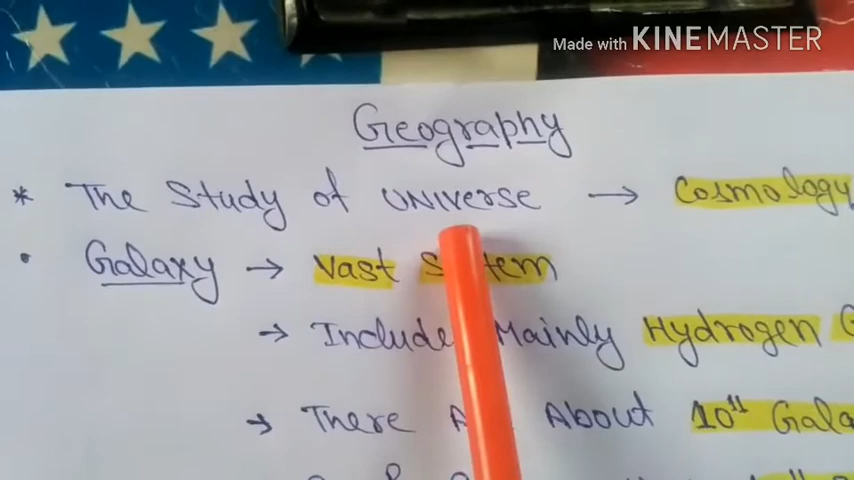 Made with KINEMASTER
Geography
* The Study of UNIverse → Cosmology
• Galaxy → Vast
→ Include Mainly Hydrogen
→ There About 10¹¹